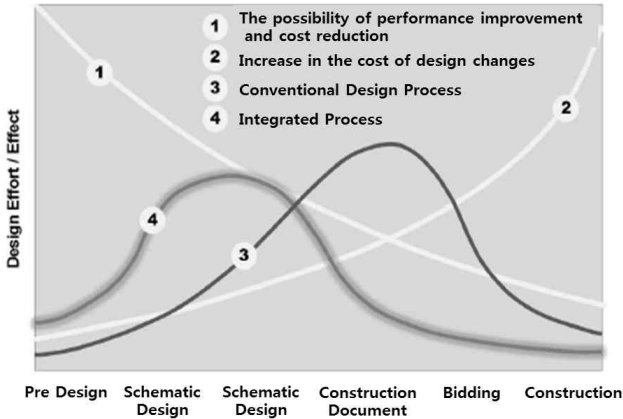 1 The possibility of performance improvement
and cost reduction
2 Increase in the cost of design changes
3 Conventional Design Process
4 Integrated Process
1
2
4
3
Design Effort / Effect
Pre Design
Schematic
Design
Schematic
Design
Construction
Document
Bidding
Construction